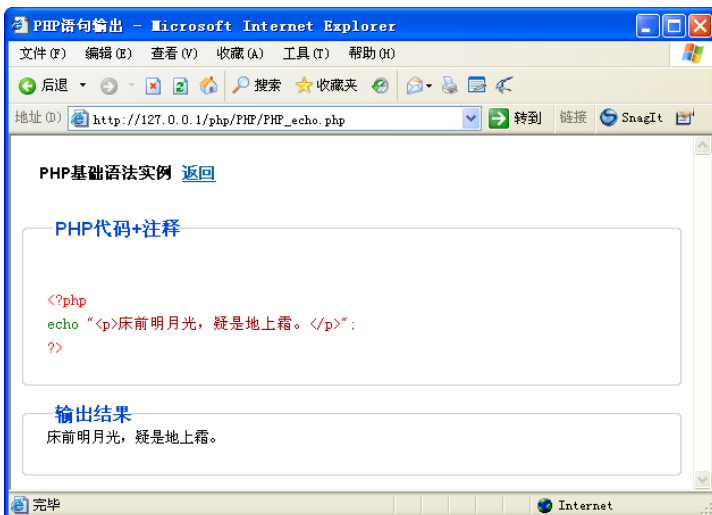 PHP语句输出 - Microsoft Internet Explorer
文件(F) 编辑(E) 查看(V) 收藏(A) 工具(T) 帮助(H)
后退 搜索 收藏夹
地址(D) http://127.0.0.1/php/PHP/PHP_echo.php 转到 链接 SnagIt
PHP基础语法实例 返回
PHP代码+注释
<?php
echo "<p>床前明月光，疑是地上霜。</p>";
?>
输出结果
床前明月光，疑是地上霜。
完毕 Internet